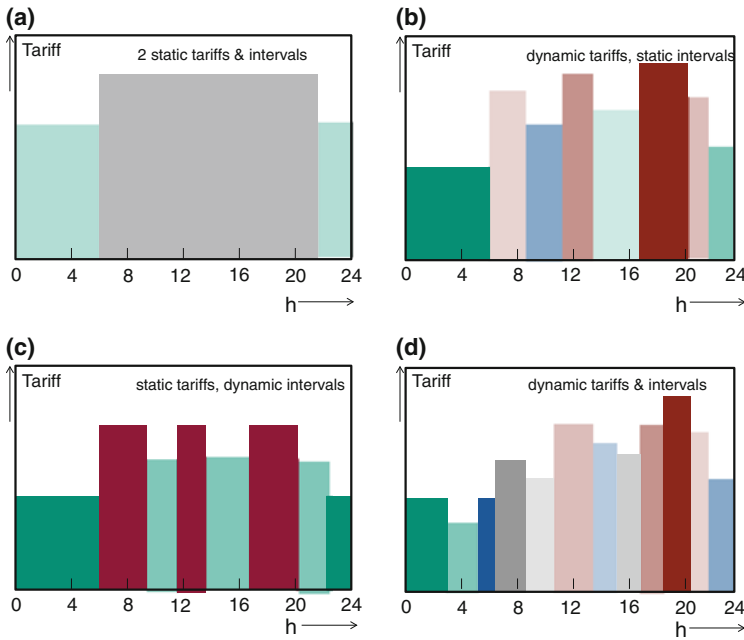 (a)
Tariff
2 static tariffs & intervals
0 4 8 12 16 20 24
h
(b)
Tariff
dynamic tariffs, static intervals
0 4 8 12 16 20 24
h
(c)
Tariff
static tariffs, dynamic intervals
0 4 8 12 16 20 24
h
(d)
Tariff
dynamic tariffs & intervals
0 4 8 12 16 20 24
h